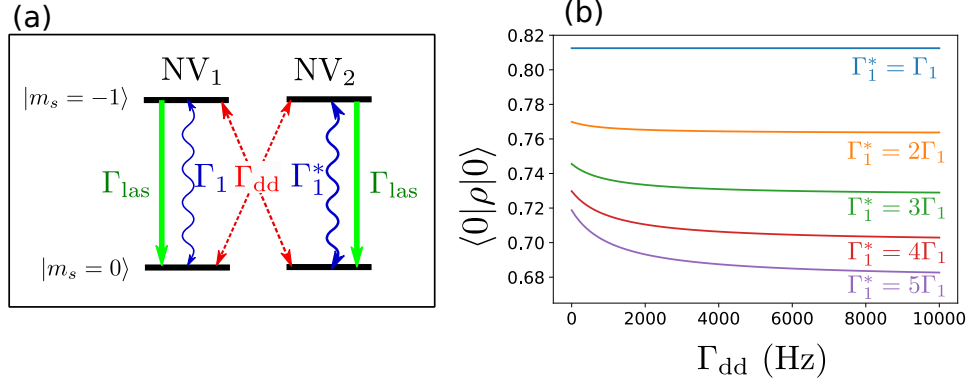 (a)
NV₁ NV₂
|mₛ = −1⟩
Γlas Γ₁ Γdd Γ₁* Γlas
|mₛ = 0⟩
(b)
0.82
0.80
0.78
0.76
0.74
0.72
0.70
0.68
⟨0|ρ|0⟩
Γ₁* = Γ₁
Γ₁* = 2Γ₁
Γ₁* = 3Γ₁
Γ₁* = 4Γ₁
Γ₁* = 5Γ₁
0 2000 4000 6000 8000 10000
Γdd (Hz)